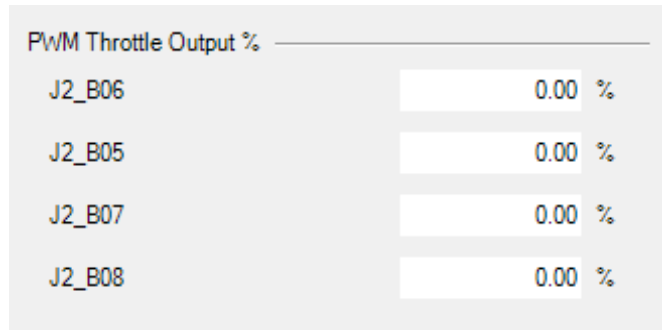 PWM Throttle Output %
J2_B06 0.00 %
J2_B05 0.00 %
J2_B07 0.00 %
J2_B08 0.00 %